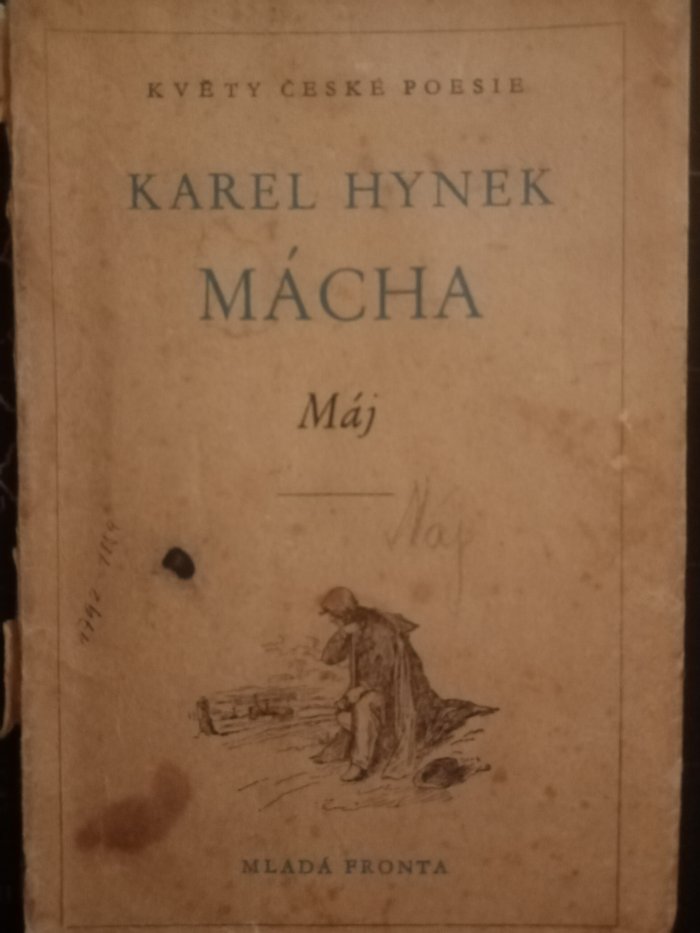 KVĚTY ČESKÉ POESIE
KAREL HYNEK
MÁCHA
Máj
Máj
MLADÁ FRONTA